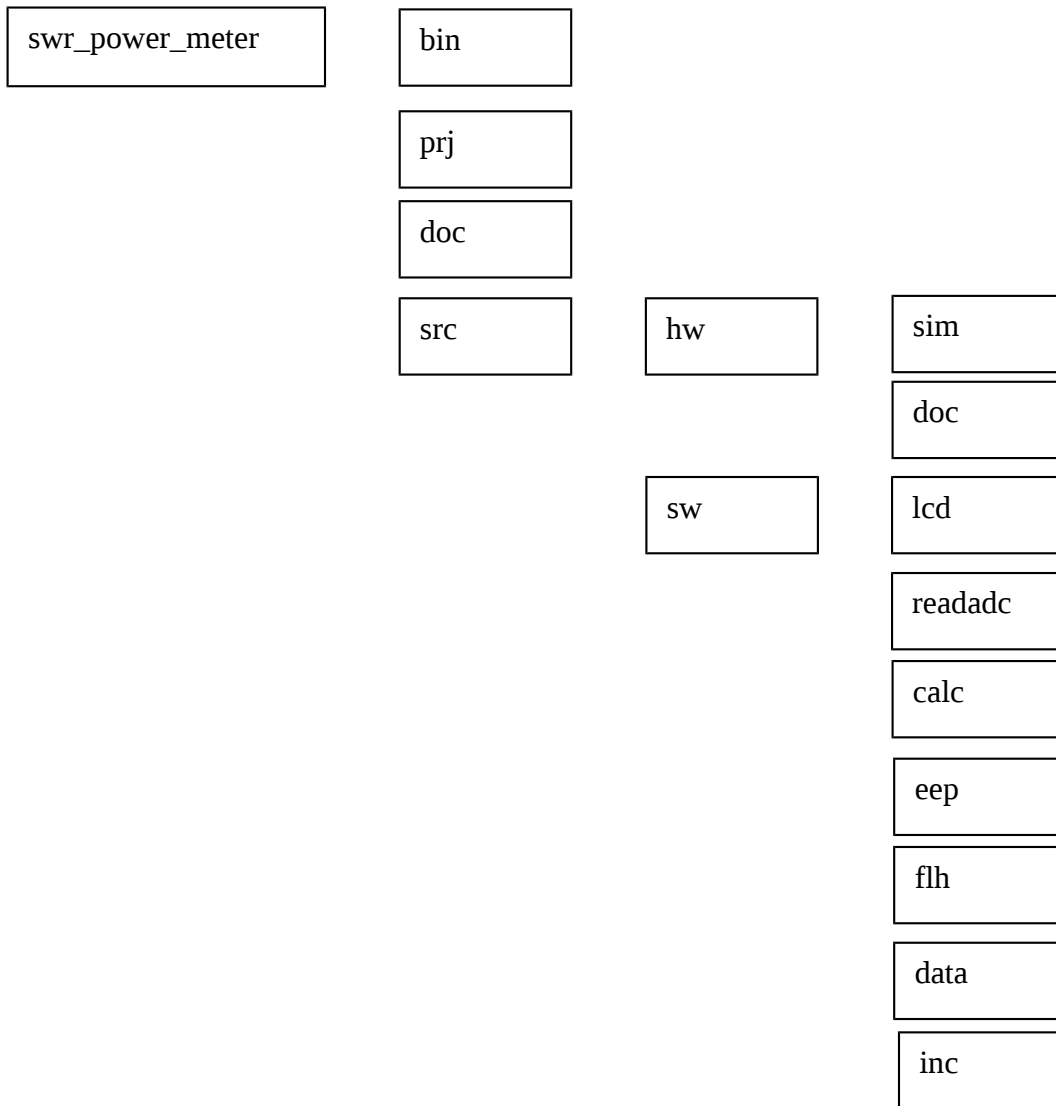 swr_power_meter
bin
prj
doc
src
hw
sim
doc
sw
lcd
readadc
calc
eep
flh
data
inc